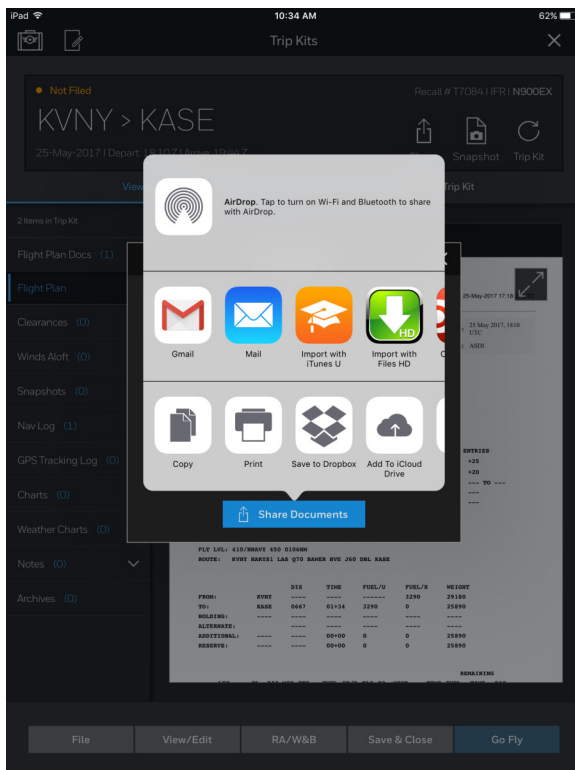 iPad 10:34 AM 62%
Trip Kits
Not Filed
Recall # T7084 I IFR I N900EX
KVNY > KASE
25-May-2017 I Depart: 18:10 Z I Arrive: 19:44 Z
Snapshot Trip Kit
View
Trip Kit
AirDrop. Tap to turn on Wi-Fi and Bluetooth to share
with AirDrop.
2 Items in Trip Kit
Flight Plan Docs (1)
Flight Plan
Clearances (0)
Winds Aloft (0)
Snapshots (0)
Nav Log (1)
GPS Tracking Log (0)
Charts (0)
Weather Charts (0)
Notes (0)
Archives (0)
25-May-2017 17:18
25 May 2017, 1810
UTC
: ASDI
Gmail
Mail
Import with
iTunes U
Import with
Files HD
HD
Copy
Print
Save to Dropbox
Add To iCloud
Drive
ENTRIES
+25
+20
--- TO ---
---
---
Share Documents
FLT LVL: 410/NNAVY 450 0106NM
ROUTE: KVNY HARYS1 LAS Q70 BAWER HVE J60 DBL KASE
DIS TIME FUEL/U FUEL/R WEIGHT
FROM: KVNY ---- ---- ------ 3290 29180
TO: KASE 0667 01+34 3290 0 25890
HOLDING: ---- ---- ---- ---- ----
ALTERNATE: ---- ---- ---- ----
ADDITIONAL: ---- ---- 00+00 0 0 25890
RESERVE: ---- ---- 00+00 0 0 25890
REMAINING
File
View/Edit
RA/W&B
Save & Close
Go Fly